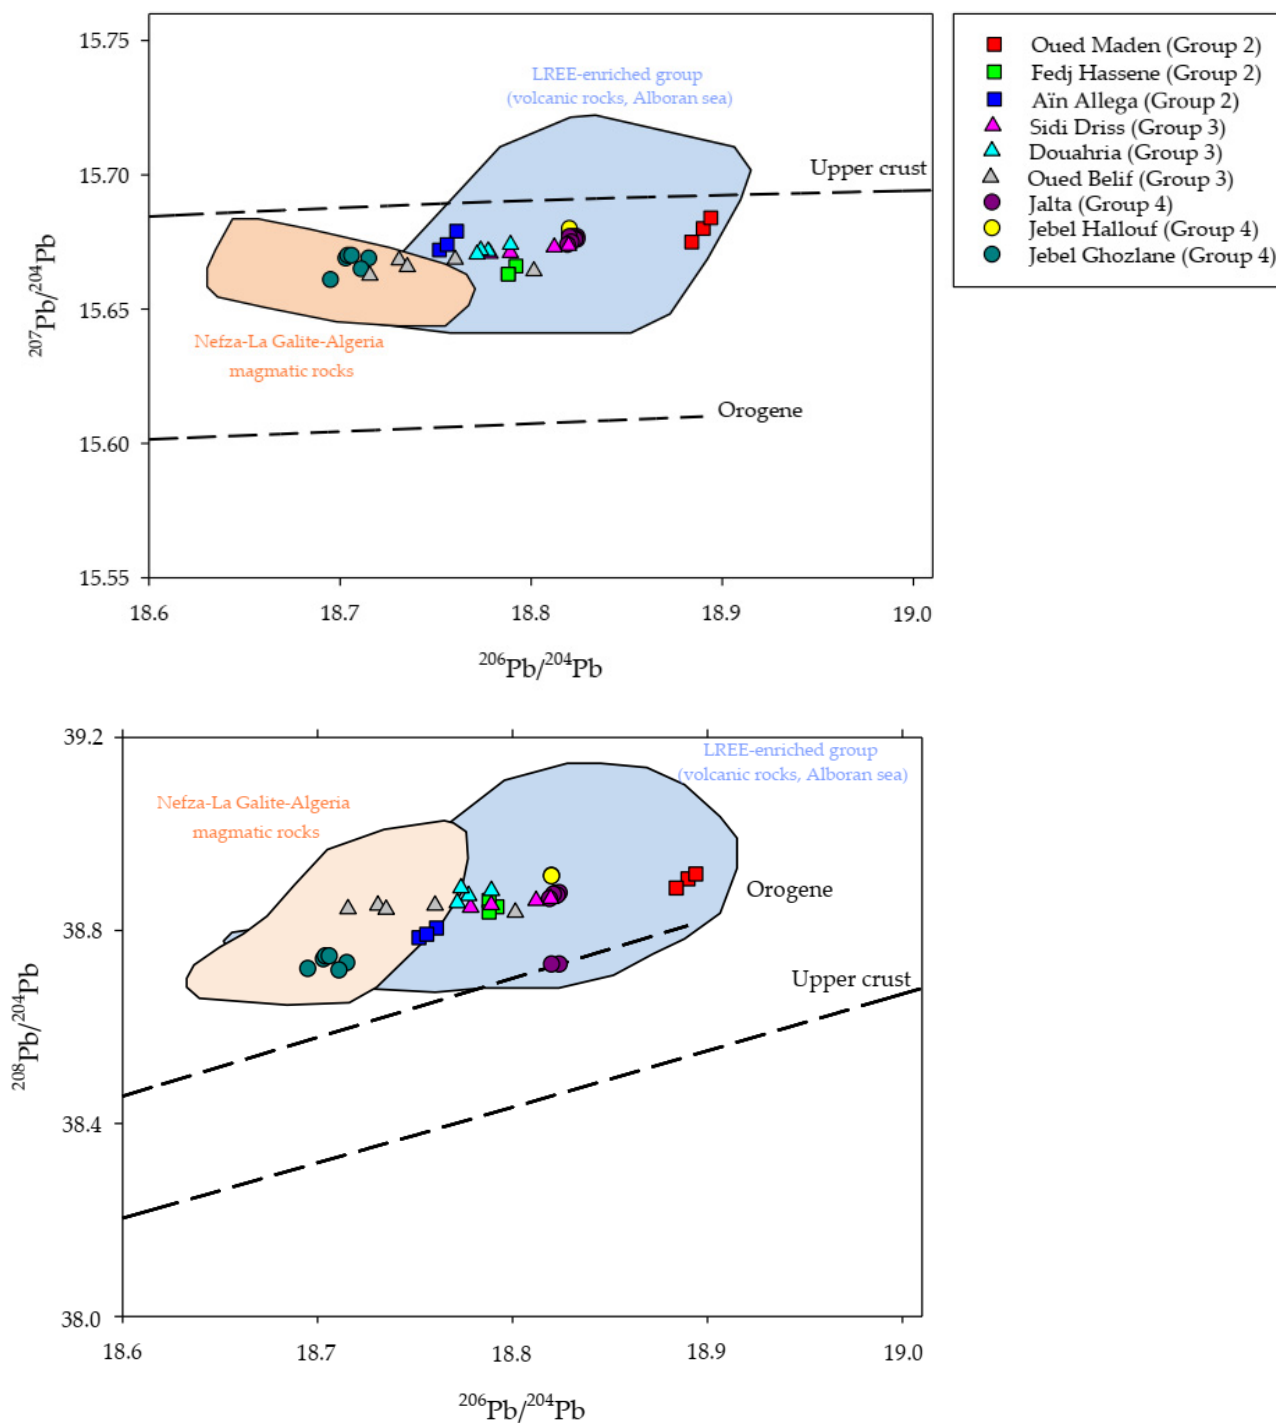 15.75
15.70
15.65
15.60
15.55
²⁰⁷Pb/²⁰⁴Pb
LREE-enriched group
(volcanic rocks, Alboran sea)
Upper crust
Nefza-La Galite-Algeria
magmatic rocks
Orogene
18.6 18.7 18.8 18.9 19.0
²⁰⁶Pb/²⁰⁴Pb
Oued Maden (Group 2)
Fedj Hassene (Group 2)
Aïn Allega (Group 2)
Sidi Driss (Group 3)
Douahria (Group 3)
Oued Belif (Group 3)
Jalta (Group 4)
Jebel Hallouf (Group 4)
Jebel Ghozlane (Group 4)
39.2
38.8
38.4
38.0
²⁰⁸Pb/²⁰⁴Pb
LREE-enriched group
(volcanic rocks, Alboran sea)
Nefza-La Galite-Algeria
magmatic rocks
Orogene
Upper crust
18.6 18.7 18.8 18.9 19.0
²⁰⁶Pb/²⁰⁴Pb